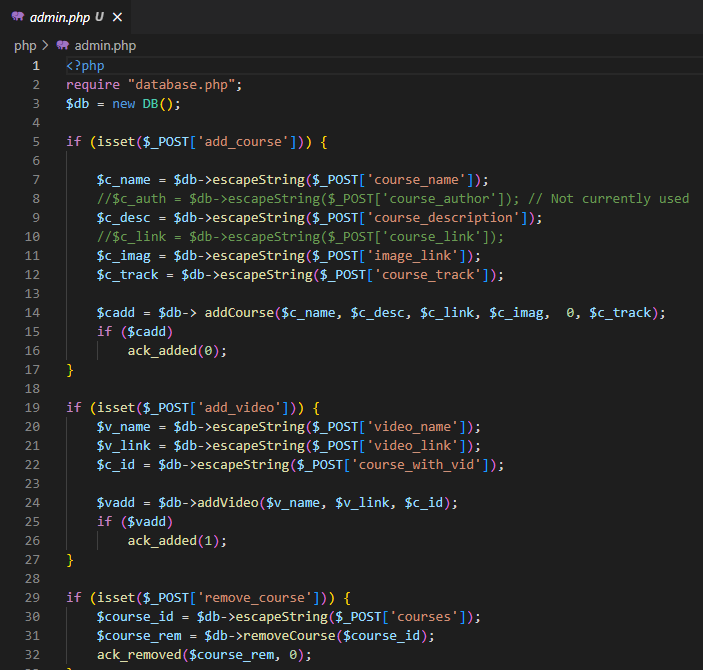 admin.php U ×
php > admin.php
1 <?php
2 require "database.php";
3 $db = new DB();
4
5 if (isset($_POST['add_course'])) {
6
7 $c_name = $db->escapeString($_POST['course_name']);
8 //$c_auth = $db->escapeString($_POST['course_author']); // Not currently used
9 $c_desc = $db->escapeString($_POST['course_description']);
10 //$c_link = $db->escapeString($_POST['course_link']);
11 $c_imag = $db->escapeString($_POST['image_link']);
12 $c_track = $db->escapeString($_POST['course_track']);
13
14 $cadd = $db-> addCourse($c_name, $c_desc, $c_link, $c_imag,  0, $c_track);
15 if ($cadd)
16 ack_added(0);
17 }
18
19 if (isset($_POST['add_video'])) {
20 $v_name = $db->escapeString($_POST['video_name']);
21 $v_link = $db->escapeString($_POST['video_link']);
22 $c_id = $db->escapeString($_POST['course_with_vid']);
23
24 $vadd = $db->addVideo($v_name, $v_link, $c_id);
25 if ($vadd)
26 ack_added(1);
27 }
28
29 if (isset($_POST['remove_course'])) {
30 $course_id = $db->escapeString($_POST['courses']);
31 $course_rem = $db->removeCourse($course_id);
32 ack_removed($course_rem, 0);